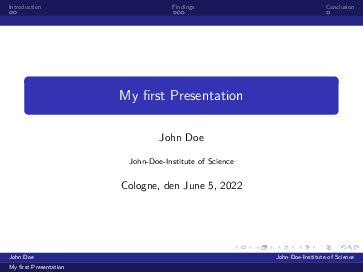 Introduction Findings Conclusion
My first Presentation
John Doe
John-Doe-Institute of Science
Cologne, den June 5, 2022
John Doe John-Doe-Institute of Science
My first Presentation